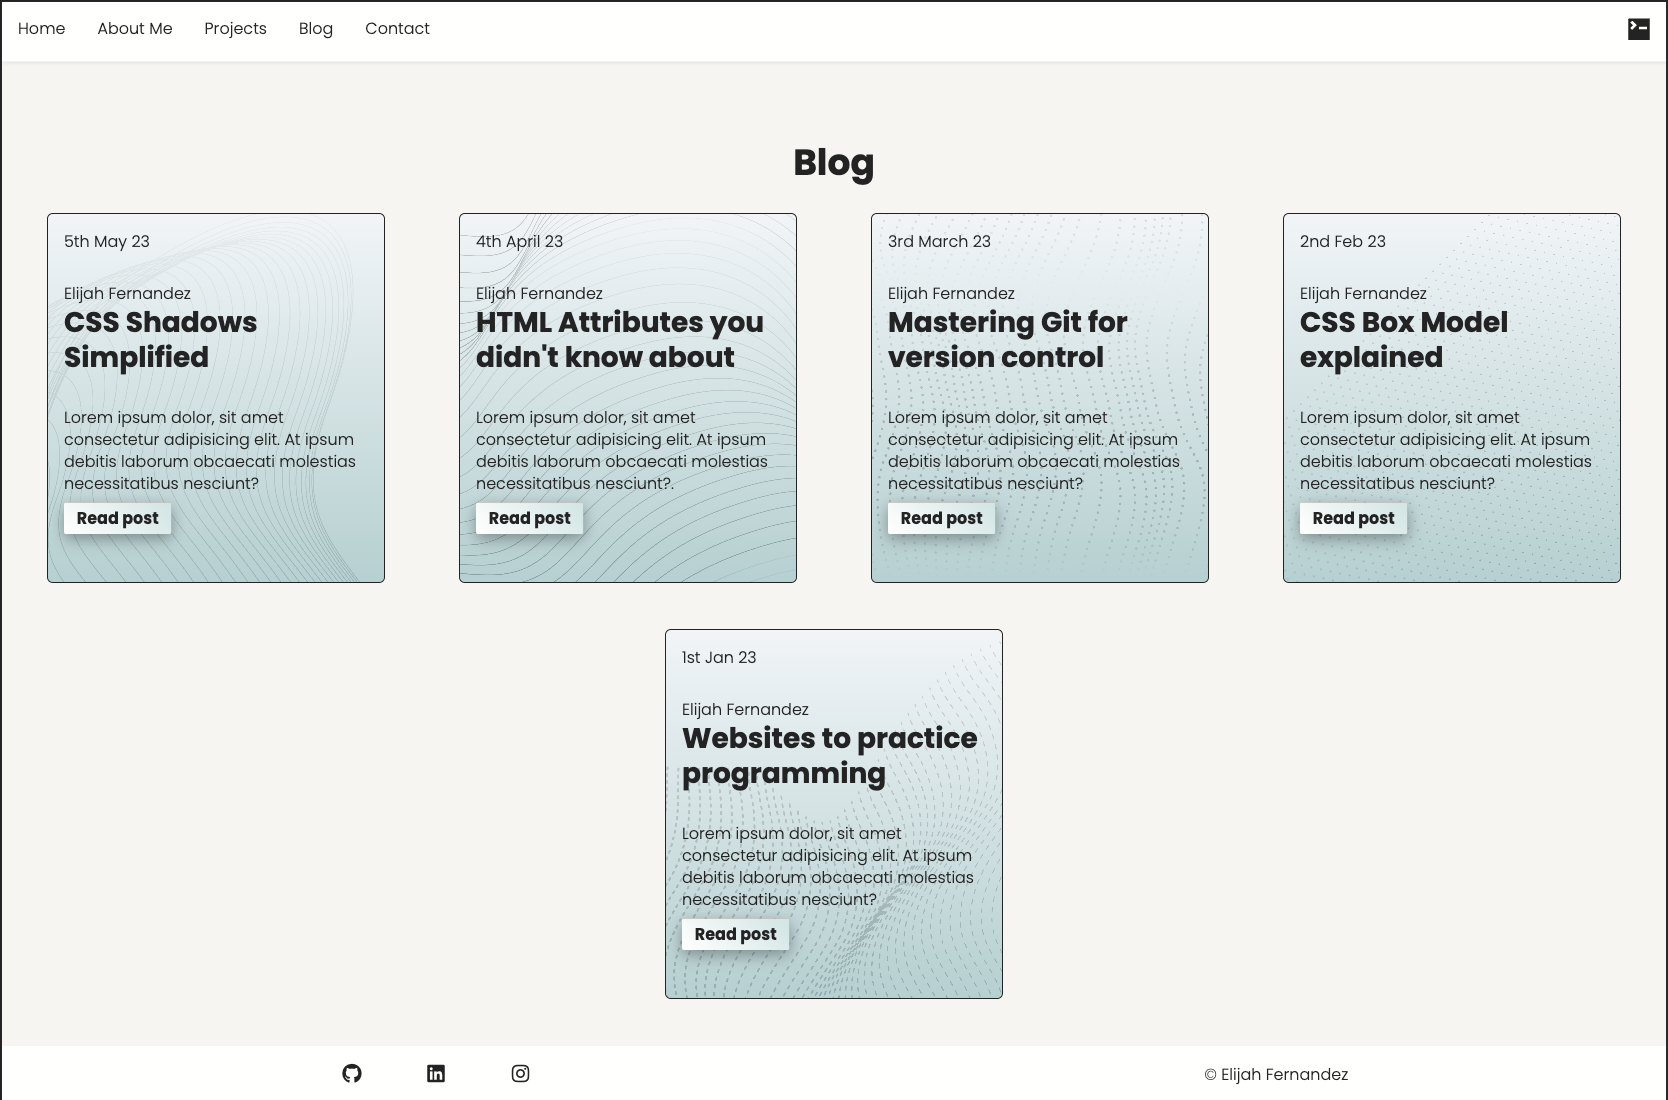 Home About Me Projects Blog Contact
Blog
5th May 23
Elijah Fernandez
CSS Shadows
Simplified
Lorem ipsum dolor, sit amet
consectetur adipisicing elit. At ipsum
debitis laborum obcaecati molestias
necessitatibus nesciunt?
Read post
4th April 23
Elijah Fernandez
HTML Attributes you
didn't know about
Lorem ipsum dolor, sit amet
consectetur adipisicing elit. At ipsum
debitis laborum obcaecati molestias
necessitatibus nesciunt?.
Read post
3rd March 23
Elijah Fernandez
Mastering Git for
version control
Lorem ipsum dolor, sit amet
consectetur adipisicing elit. At ipsum
debitis laborum obcaecati molestias
necessitatibus nesciunt?
Read post
2nd Feb 23
Elijah Fernandez
CSS Box Model
explained
Lorem ipsum dolor, sit amet
consectetur adipisicing elit. At ipsum
debitis laborum obcaecati molestias
necessitatibus nesciunt?
Read post
1st Jan 23
Elijah Fernandez
Websites to practice
programming
Lorem ipsum dolor, sit amet
consectetur adipisicing elit. At ipsum
debitis laborum obcaecati molestias
necessitatibus nesciunt?
Read post
© Elijah Fernandez